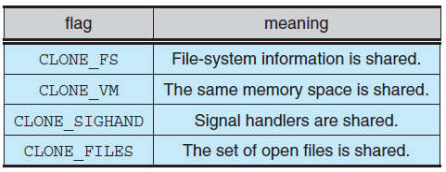 flag meaning
CLONE_FS File-system information is shared.
CLONE_VM The same memory space is shared.
CLONE_SIGHAND Signal handlers are shared.
CLONE_FILES The set of open files is shared.